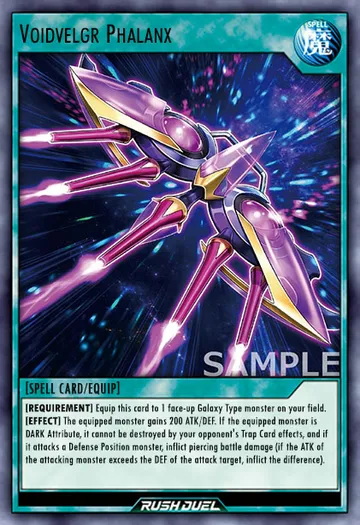 VOIDVELGR PHALANX
SPELL
魔
SAMPLE
[SPELL CARD/EQUIP]
[REQUIREMENT] Equip this card to 1 face-up Galaxy Type monster on your field.
[EFFECT] The equipped monster gains 200 ATK/DEF. If the equipped monster is
DARK Attribute, it cannot be destroyed by your opponent's Trap Card effects, and if
it attacks a Defense Position monster, inflict piercing battle damage (if the ATK of
the attacking monster exceeds the DEF of the attack target, inflict the difference).
RUSH DUEL